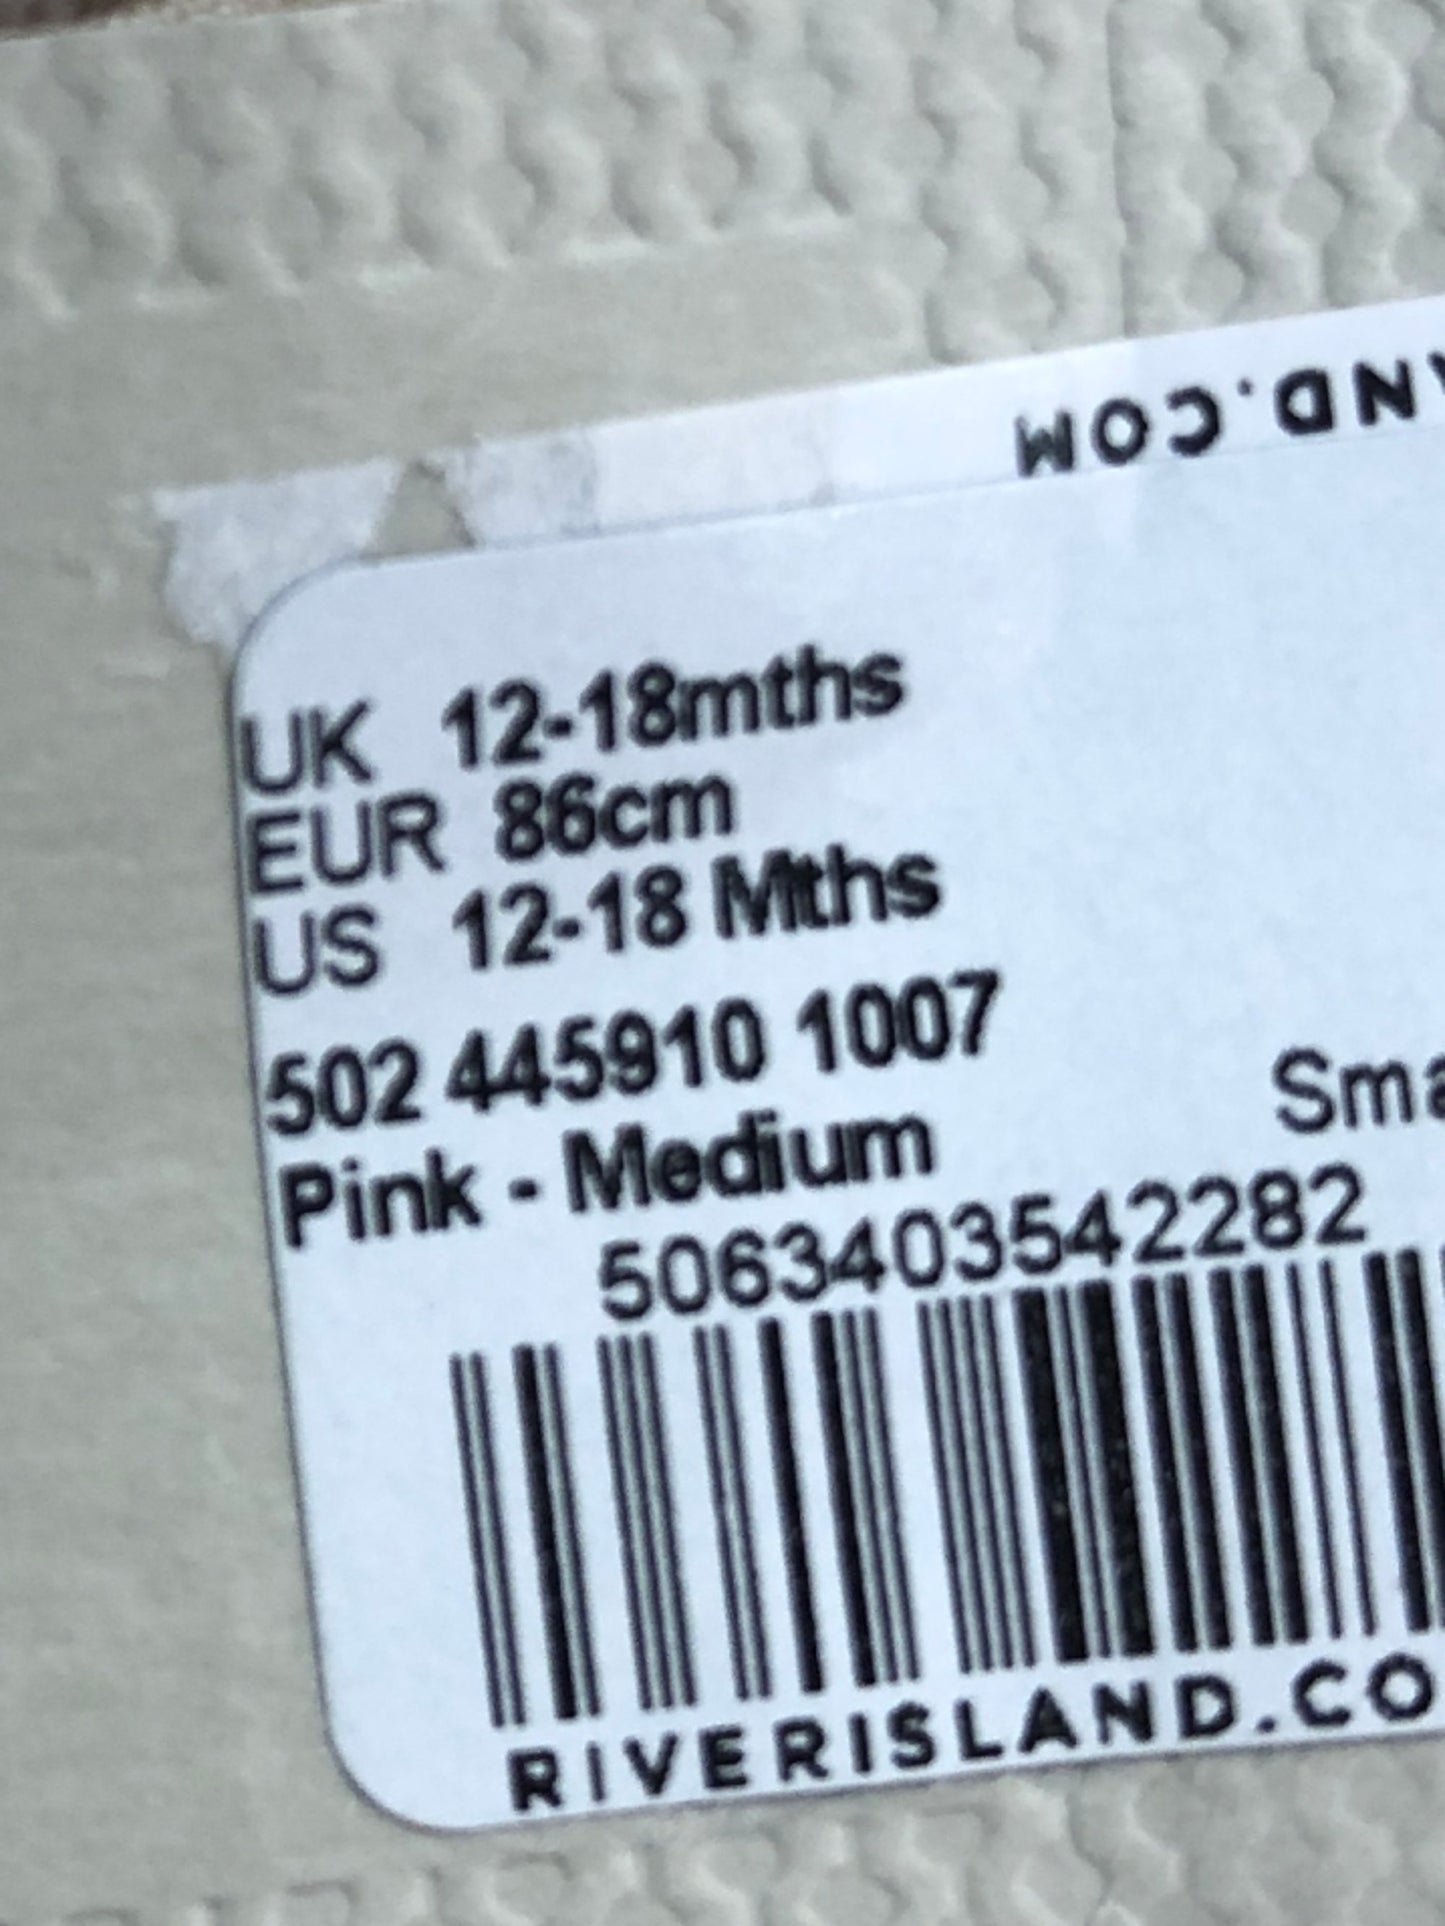 ND.COM
UK 12-18mths
EUR 86cm
US 12-18 Mths
502 445910 1007
Pink - Medium
Sma
5063403542282
RIVERISLAND.CO